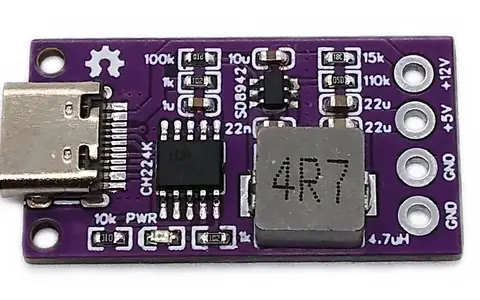 100k
10u
15k
+12V
1k
SD8942
110k
1u
22u
+5V
22n
22u
CH224K
4R7
GND
10k
PWR
1k
4.7uH
GND